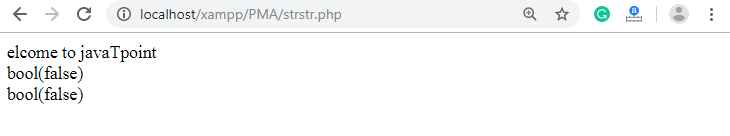 localhost/xampp/PMA/strstr.php
elcome to javaTpoint
bool(false)
bool(false)